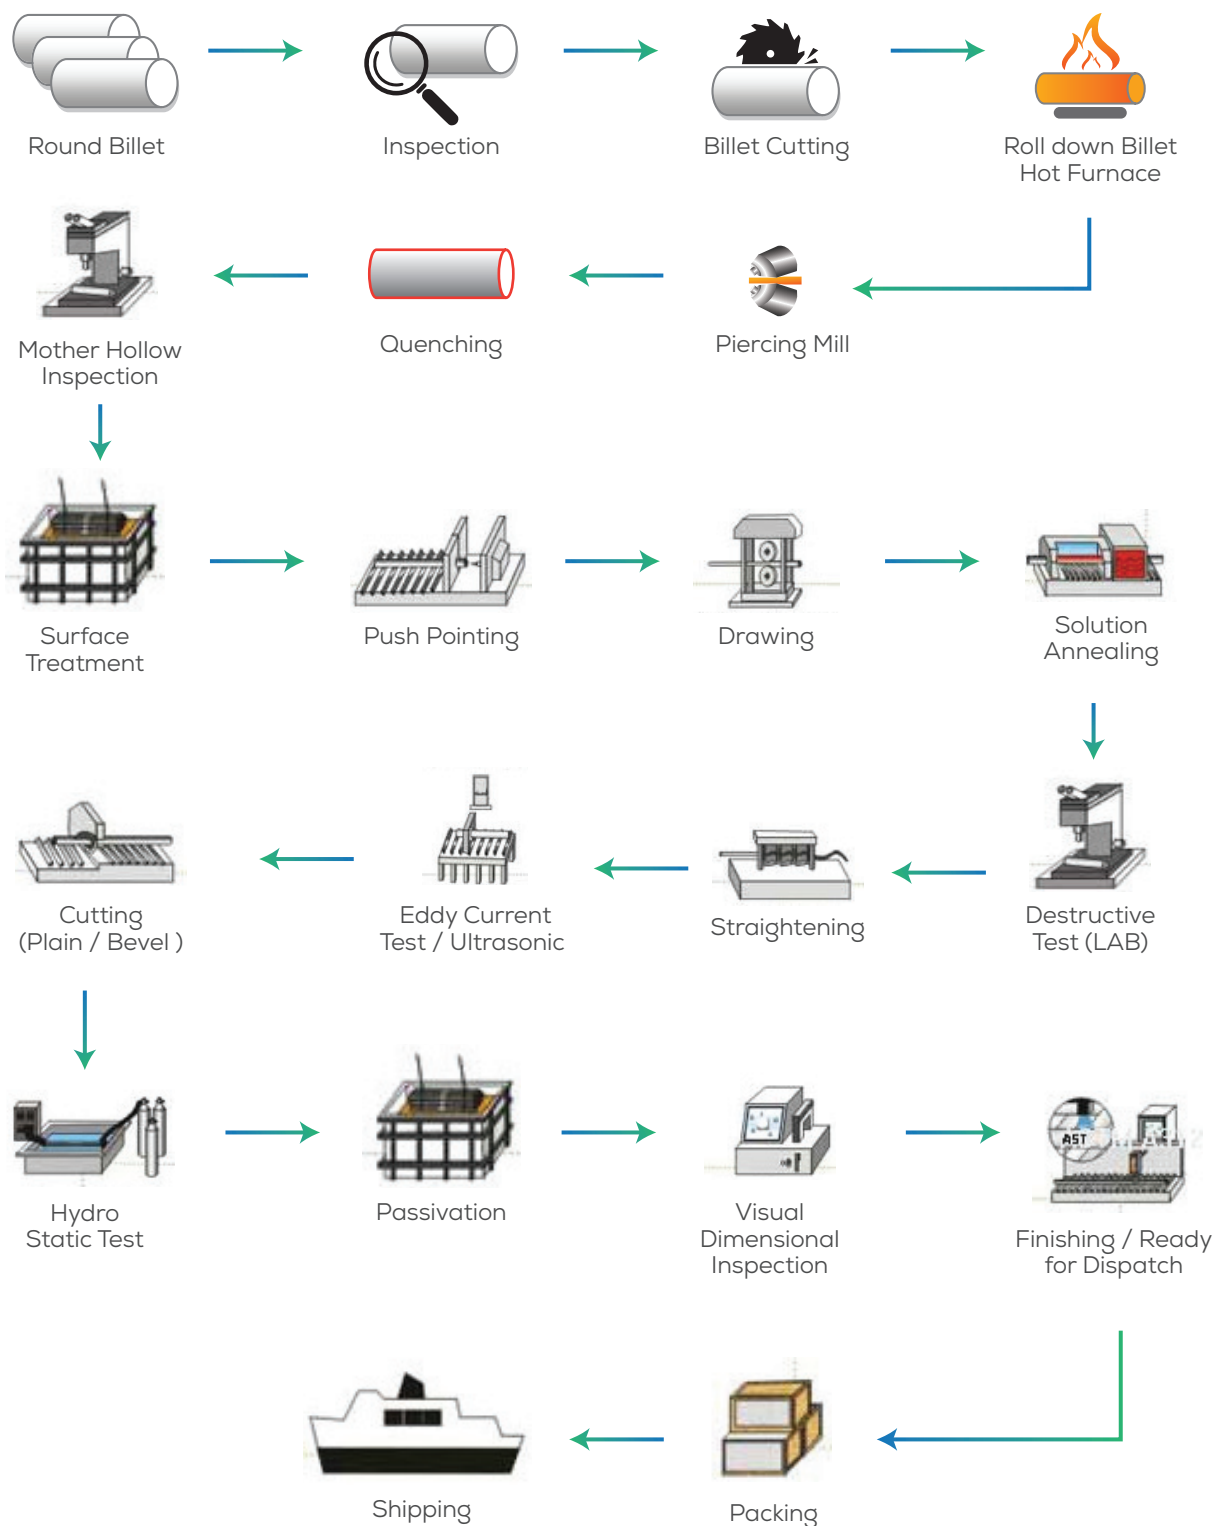 Round Billet
Inspection
Billet Cutting
Roll down Billet
Hot Furnace
Mother Hollow
Inspection
Quenching
Piercing Mill
Surface
Treatment
Push Pointing
Drawing
Solution
Annealing
Cutting
(Plain / Bevel )
Eddy Current
Test / Ultrasonic
Straightening
Destructive
Test (LAB)
AST
Hydro
Static Test
Passivation
Visual
Dimensional
Inspection
Finishing / Ready
for Dispatch
Shipping
Packing